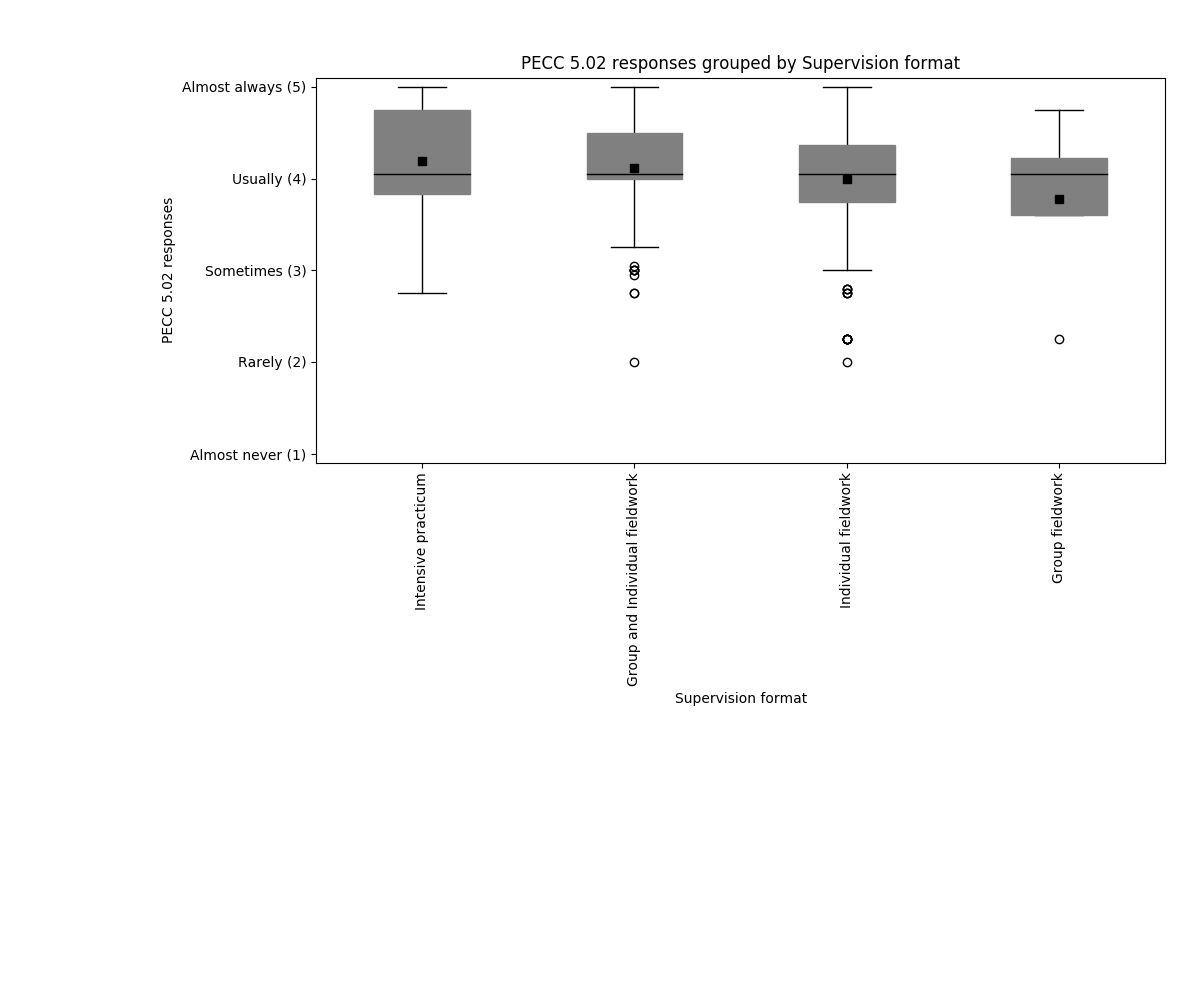 PECC 5.02 responses grouped by Supervision format
Almost always (5)
Usually (4)
Sometimes (3)
Rarely (2)
Almost never (1)
PECC 5.02 responses
Intensive practicum
Group and Individual fieldwork
Individual fieldwork
Group fieldwork
Supervision format